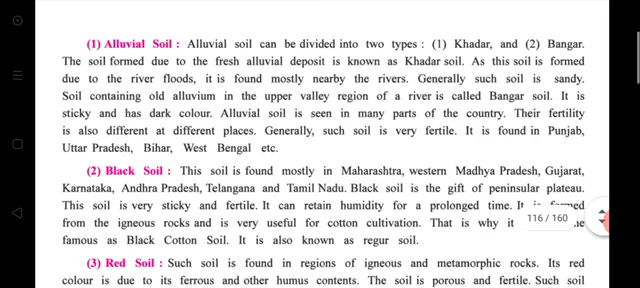 (1) Alluvial Soil : Alluvial soil can be divided into two types : (1) Khadar, and (2) Bangar.
The soil formed due to the fresh alluvial deposit is known as Khadar soil. As this soil is formed
due to the river floods, it is found mostly nearby the rivers. Generally such soil is sandy.
Soil containing old alluvium in the upper valley region of a river is called Bangar soil. It is
sticky and has dark colour. Alluvial soil is seen in many parts of the country. Their fertility
is also different at different places. Generally, such soil is very fertile. It is found in Punjab,
Uttar Pradesh, Bihar, West Bengal etc.
(2) Black Soil : This soil is found mostly in Maharashtra, western Madhya Pradesh, Gujarat,
Karnataka, Andhra Pradesh, Telangana and Tamil Nadu. Black soil is the gift of peninsular plateau.
This soil is very sticky and fertile. It can retain humidity for a prolonged time. It
116 / 160
from the igneous rocks and is very useful for cotton cultivation. That is why it
famous as Black Cotton Soil. It is also known as regur soil.
(3) Red Soil : Such soil is found in regions of igneous and metamorphic rocks. Its red
colour is due to its ferrous and other humus contents. The soil is porous and fertile. Such soil